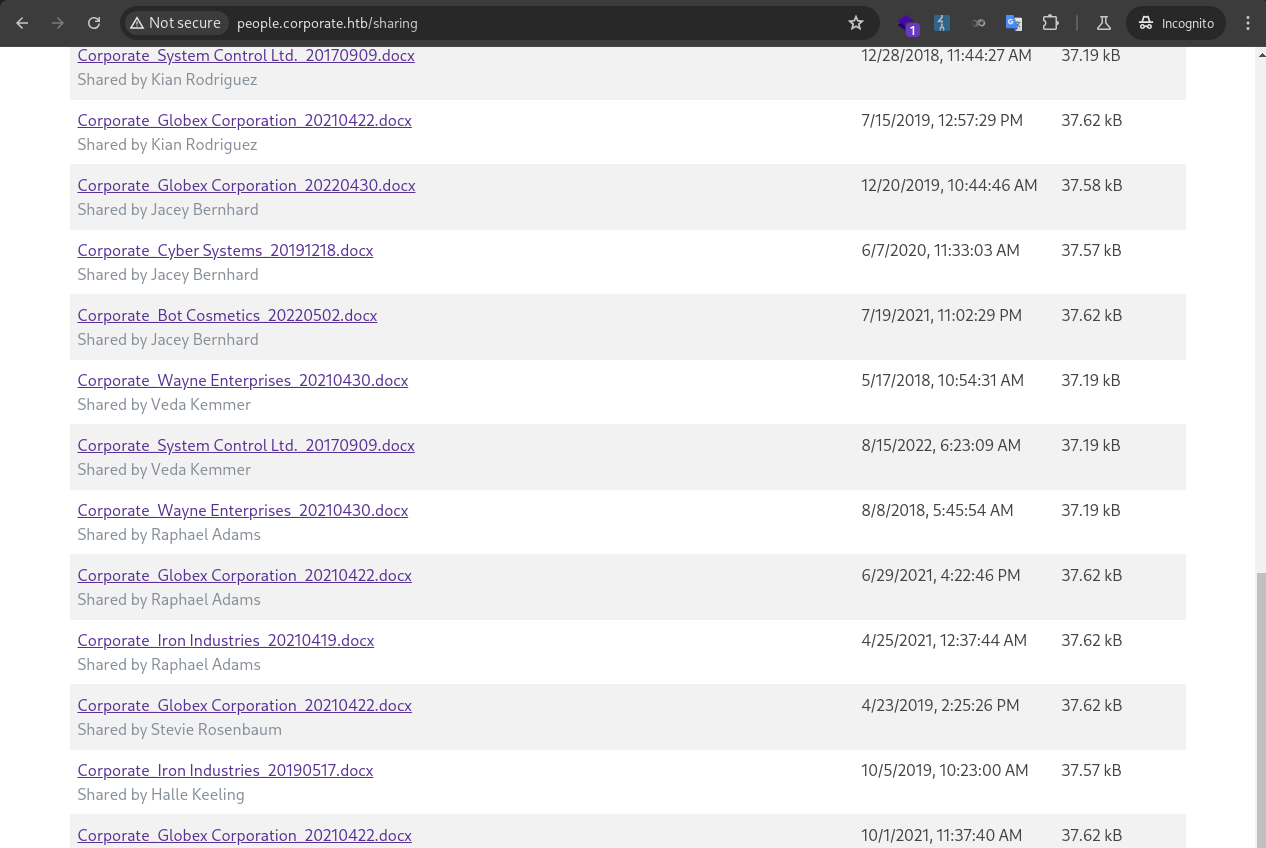 Not secure people.corporate.htb/sharing 1 Incognito
Corporate_System Control Ltd._20170909.docx 12/28/2018, 11:44:27 AM 37.19 kB
Shared by Kian Rodriguez
Corporate_Globex Corporation_20210422.docx 7/15/2019, 12:57:29 PM 37.62 kB
Shared by Kian Rodriguez
Corporate_Globex Corporation_20220430.docx 12/20/2019, 10:44:46 AM 37.58 kB
Shared by Jacey Bernhard
Corporate_Cyber Systems_20191218.docx 6/7/2020, 11:33:03 AM 37.57 kB
Shared by Jacey Bernhard
Corporate_Bot Cosmetics_20220502.docx 7/19/2021, 11:02:29 PM 37.62 kB
Shared by Jacey Bernhard
Corporate_Wayne Enterprises_20210430.docx 5/17/2018, 10:54:31 AM 37.19 kB
Shared by Veda Kemmer
Corporate_System Control Ltd._20170909.docx 8/15/2022, 6:23:09 AM 37.19 kB
Shared by Veda Kemmer
Corporate_Wayne Enterprises_20210430.docx 8/8/2018, 5:45:54 AM 37.19 kB
Shared by Raphael Adams
Corporate_Globex Corporation_20210422.docx 6/29/2021, 4:22:46 PM 37.62 kB
Shared by Raphael Adams
Corporate_Iron Industries_20210419.docx 4/25/2021, 12:37:44 AM 37.62 kB
Shared by Raphael Adams
Corporate_Globex Corporation_20210422.docx 4/23/2019, 2:25:26 PM 37.62 kB
Shared by Stevie Rosenbaum
Corporate_Iron Industries_20190517.docx 10/5/2019, 10:23:00 AM 37.57 kB
Shared by Halle Keeling
Corporate_Globex Corporation_20210422.docx 10/1/2021, 11:37:40 AM 37.62 kB